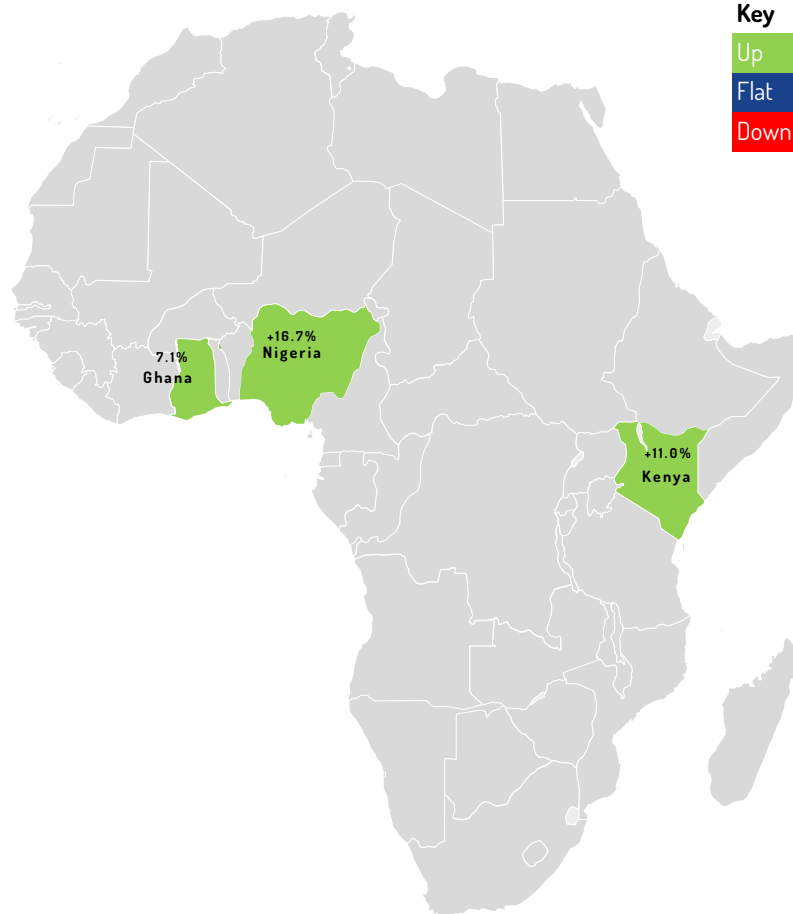 Key
Up
Flat
Down
+16.7%
Nigeria
7.1%
Ghana
+11.0%
Kenya